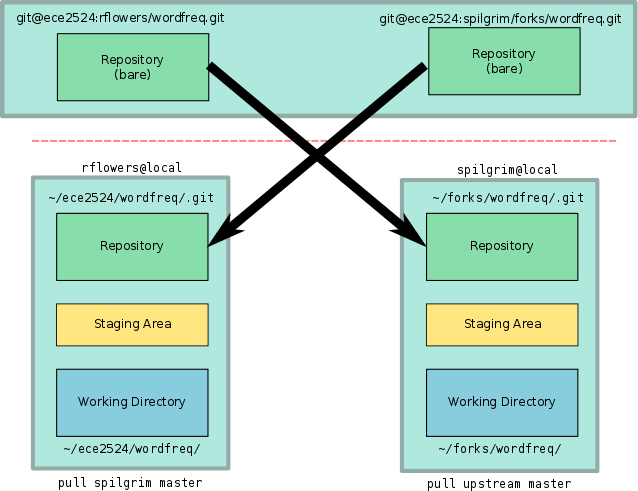 git@ece2524:rflowers/wordfreq.git
git@ece2524:spilgrim/forks/wordfreq.git
Repository
(bare)
Repository
(bare)
rflowers@local
spilgrim@local
~/ece2524/wordfreq/.git
~/forks/wordfreq/.git
Repository
Repository
Staging Area
Staging Area
Working Directory
Working Directory
~/ece2524/wordfreq/
~/forks/wordfreq/
pull spilgrim master
pull upstream master